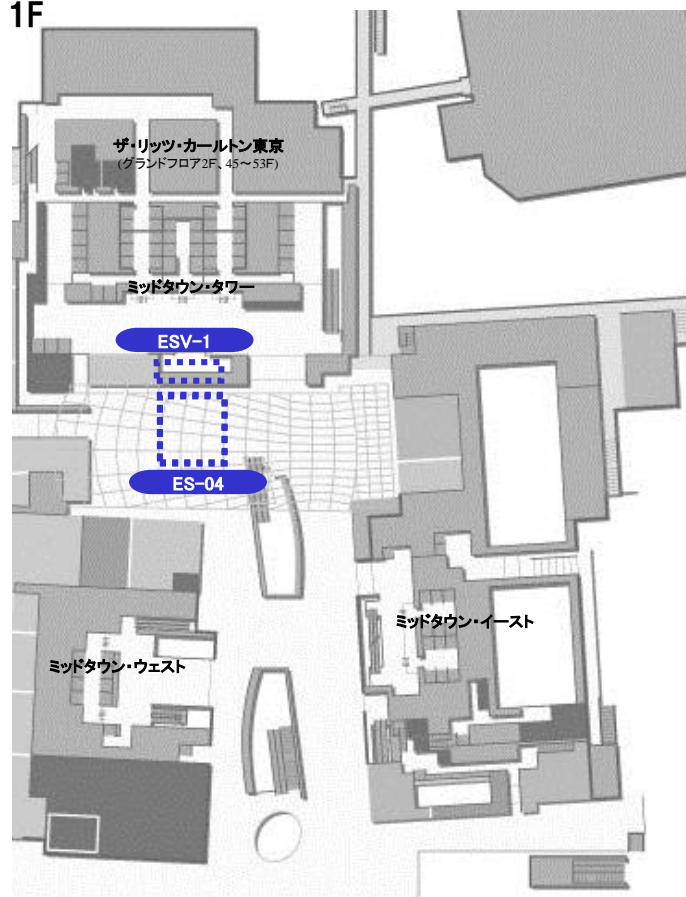 1F
ザ・リッツ・カールトン東京
(グランドフロア2F、45～53F)
ミッドタウン・タワー
ESV-1
ES-04
ミッドタウン・イースト
ミッドタウン・ウェスト